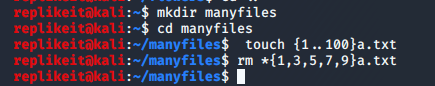 replikeit@kali:~$ mkdir manyfiles
replikeit@kali:~$ cd manyfiles
replikeit@kali:~/manyfiles$ touch {1..100}a.txt
replikeit@kali:~/manyfiles$ rm *{1,3,5,7,9}a.txt
replikeit@kali:~/manyfiles$